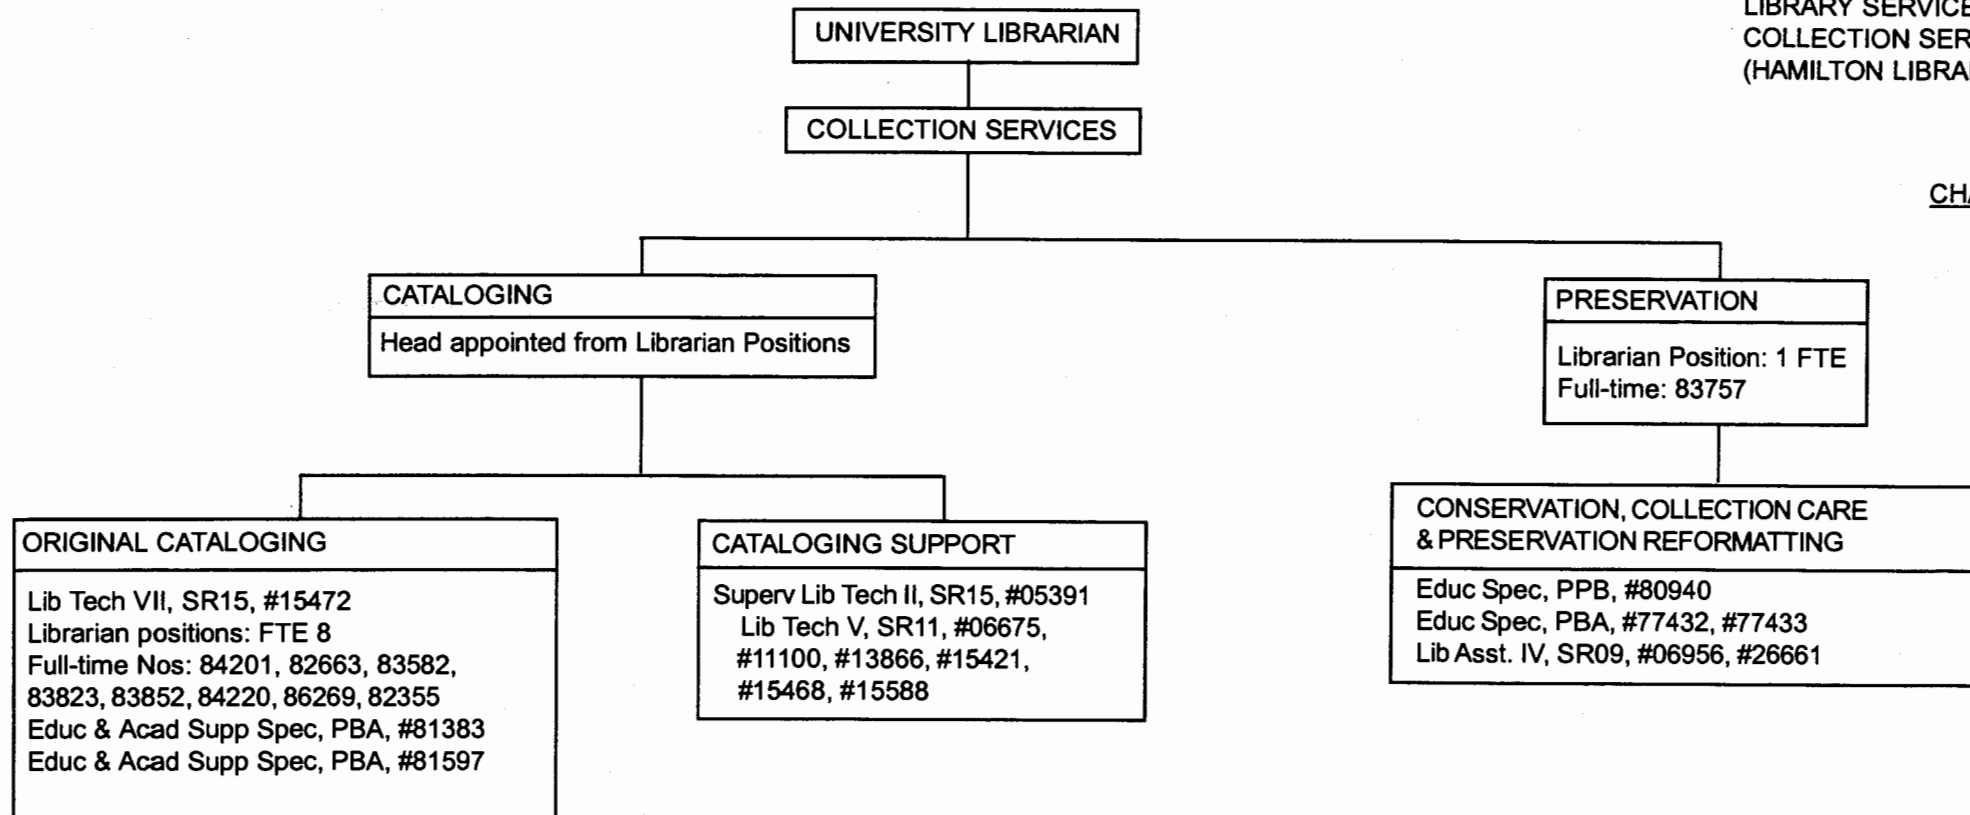 LIBRARY
COLLECTION
(HAMILTON
UNIVERSITY LIBRARIAN
COLLECTION SERVICES
CATALOGING
Head appointed from Librarian Positions
PRESERVATION
Librarian Position: 1 FTE
Full-time: 83757
ORIGINAL CATALOGING
Lib Tech VII, SR15, #15472
Librarian positions: FTE 8
Full-time Nos: 84201, 82663, 83582,
83823, 83852, 84220, 86269, 82355
Educ & Acad Supp Spec, PBA, #81383
Educ & Acad Supp Spec, PBA, #81597
CATALOGING SUPPORT
Superv Lib Tech II, SR15, #05391
Lib Tech V, SR11, #06675,
#11100, #13866, #15421,
#15468, #15588
CONSERVATION, COLLECTION CARE
& PRESERVATION REFORMATTING
Educ Spec, PPB, #80940
Educ Spec, PBA, #77432, #77433
Lib Asst. IV, SR09, #06956, #26661